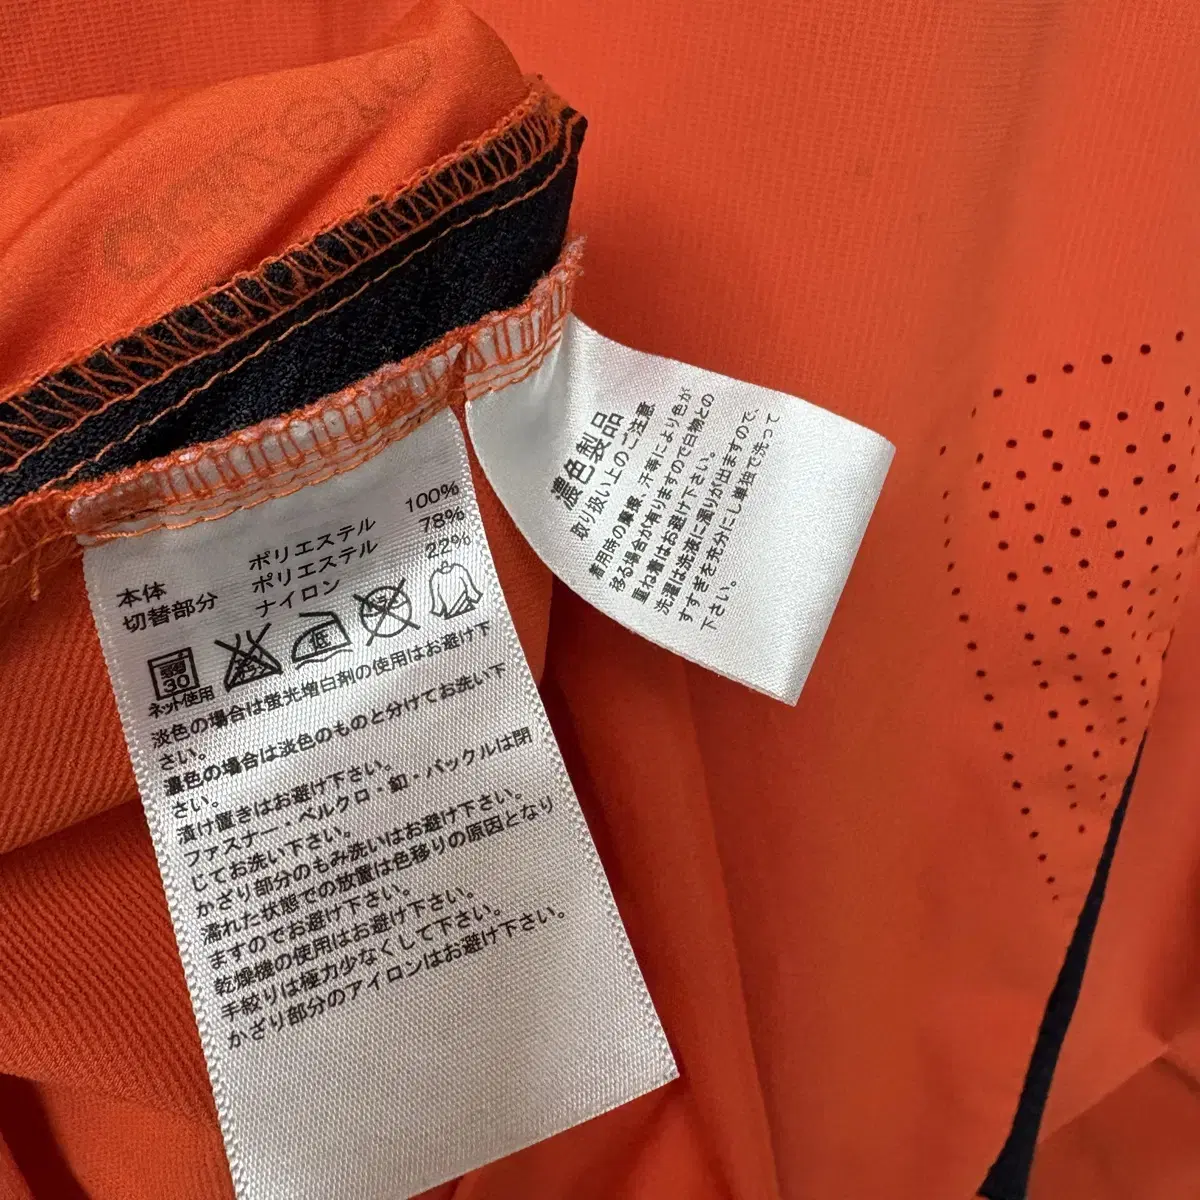 本体 ポリエステル 100%
切替部分 ポリエステル 78%
ナイロン 22%
弱
30
ネット使用
低
淡色の場合は蛍光増白剤の使用はお避け下
さい。
濃色の場合は淡色のものと分けてお洗い下
さい。
漬け置きはお避け下さい。
ファスナー・ベルクロ・釦・バックルは閉
じてお洗い下さい。
かざり部分のもみ洗いはお避け下さい。
濡れた状態での放置は色移りの原因となり
ますのでお避け下さい。
乾燥機の使用はお避け下さい。
手絞りは極力少なくして下さい。
かざり部分のアイロンはお避け下さい。
濃色製品
取り扱い上のご注意
着用時の摩擦、汗等により色が
移る場合が有りますので白物との
重ね着はお避け下さい。
洗濯は洗液に濁りが出ますので、
すすぎを充分にし単独で洗って
下さい。